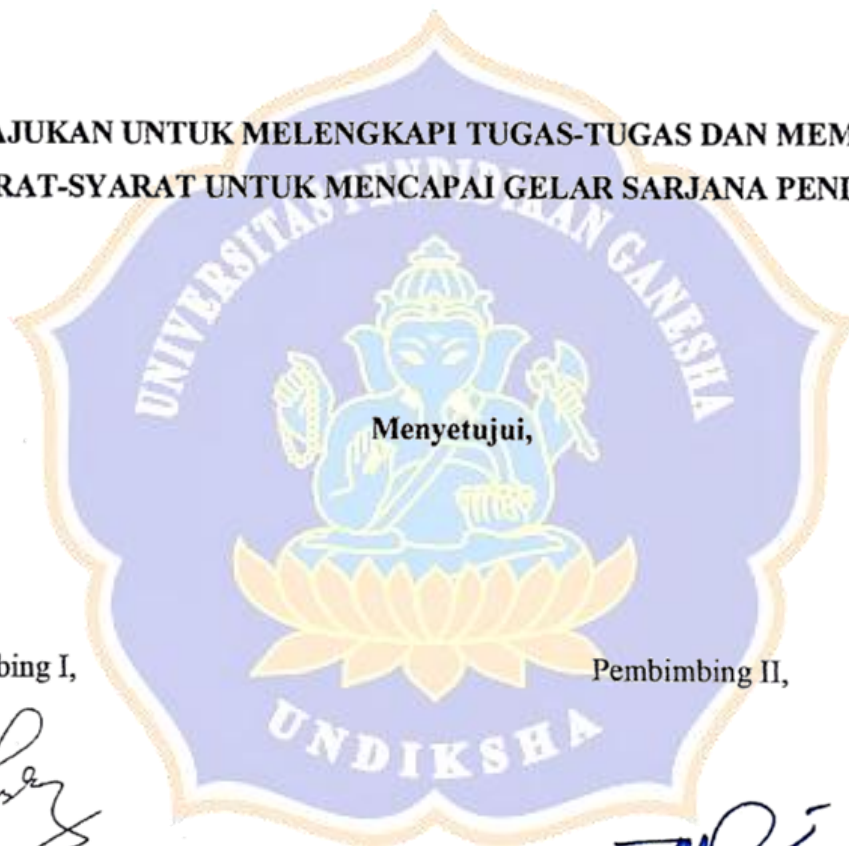 AJUKAN UNTUK MELENGKAPI TUGAS-TUGAS DAN MEM
RAT-SYARAT UNTUK MENCAPAI GELAR SARJANA PEND
UNIVERSITAS PENDIDIKAN GANESHA
Menyetujui,
bing I,
Pembimbing II,
UNDIKSHA